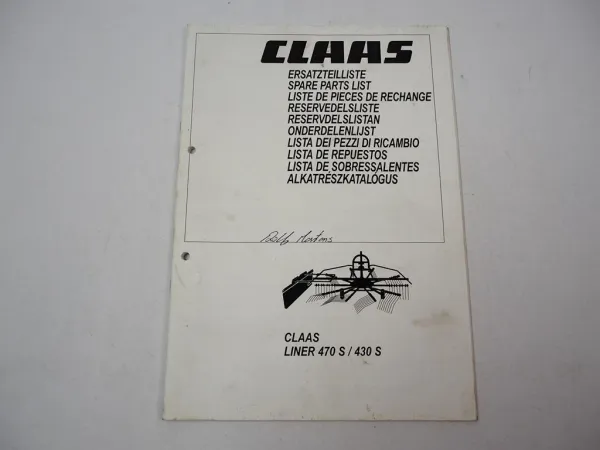 CLAAS
ERSATZTEILLISTE
SPARE PARTS LIST
LISTE DE PIECES DE RECHANGE
RESERVEDELSLISTE
RESERVDELSLISTAN
ONDERDELENLIJST
LISTA DEI PEZZI DI RICAMBIO
LISTA DE REPUESTOS
LISTA DE SOBRESSALENTES
ALKATRÉSZKATALÓGUS
CLAAS
LINER 470 S / 430 S